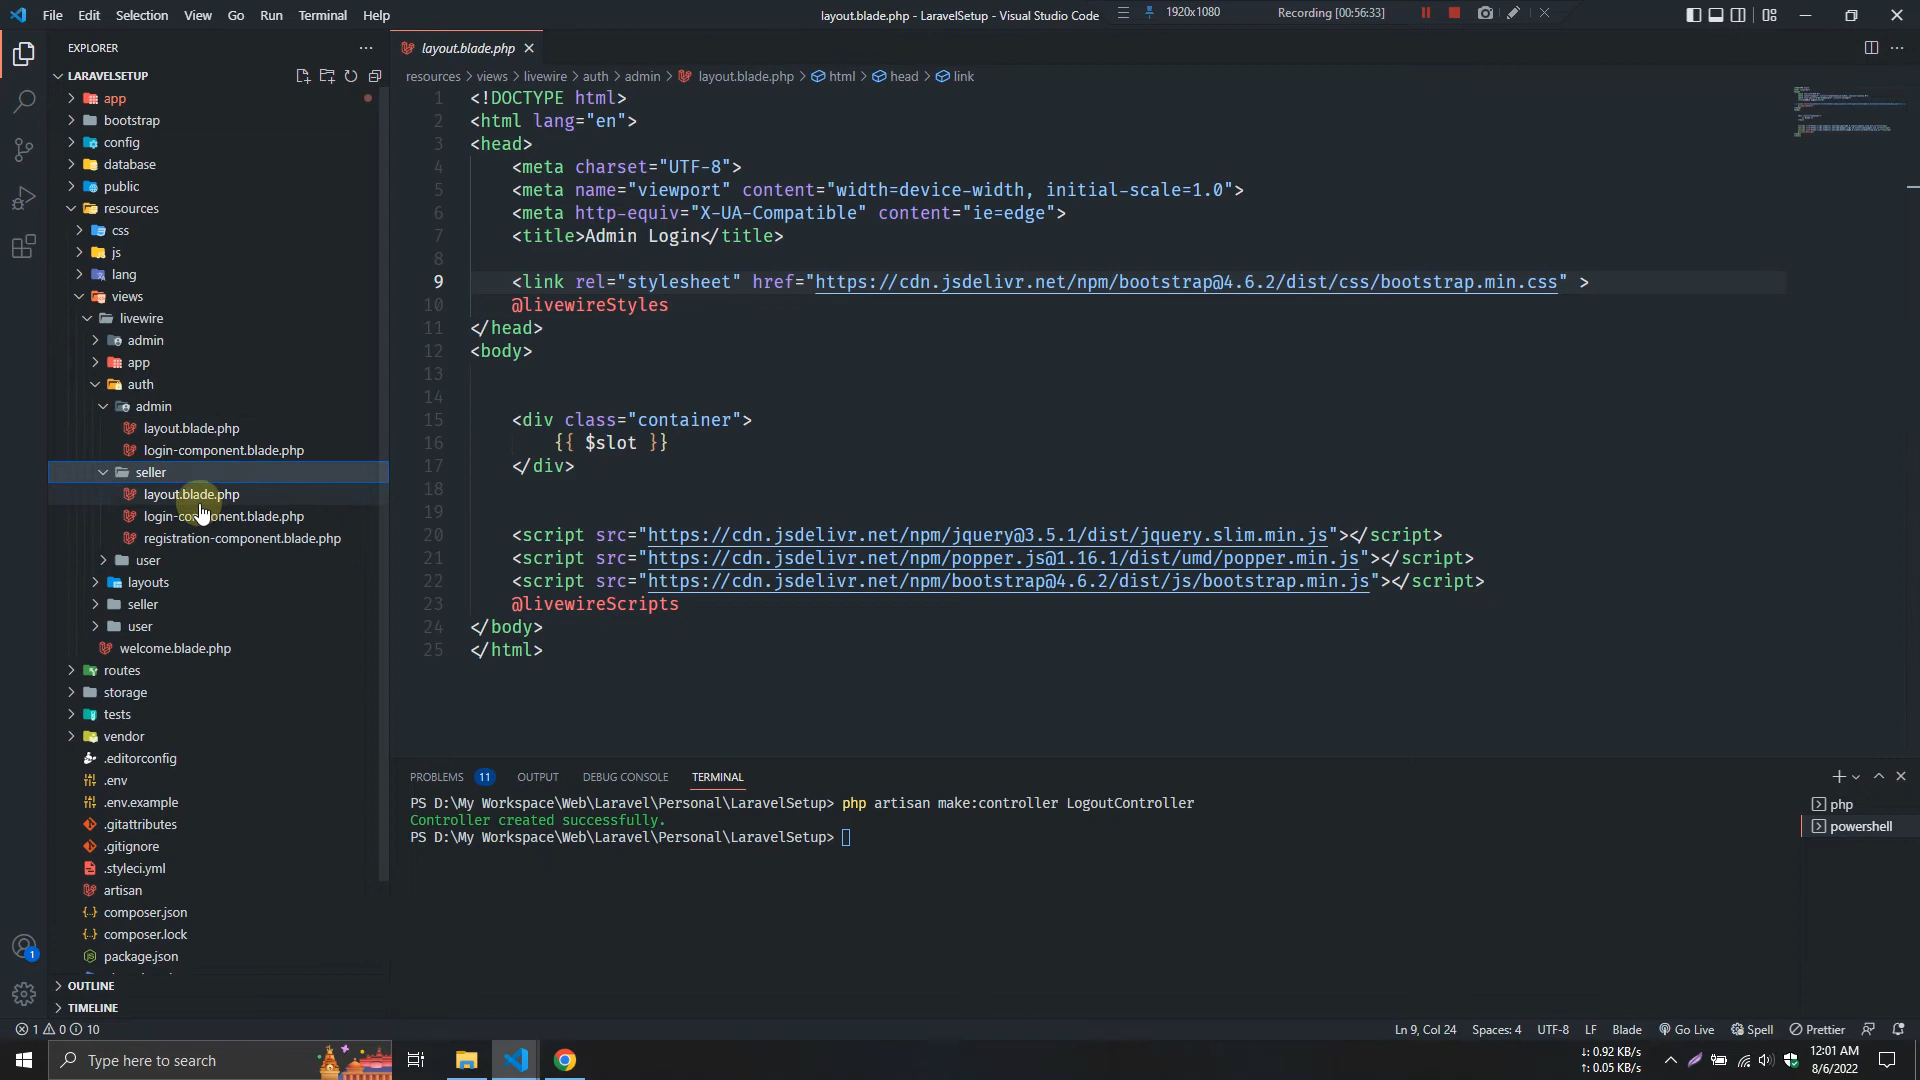 File Edit Selection View Go Run Terminal Help
layout.blade.php - LaravelSetup - Visual Studio Code
1920x1080
Recording [00:56:33]
EXPLORER
LARAVELSETUP
app
bootstrap
config
database
public
resources
css
js
lang
views
livewire
admin
app
auth
admin
layout.blade.php
login-component.blade.php
seller
layout.blade.php
login-component.blade.php
registration-component.blade.php
user
layouts
seller
user
welcome.blade.php
routes
storage
tests
vendor
.editorconfig
.env
.env.example
.gitattributes
.gitignore
.styleci.yml
artisan
composer.json
composer.lock
package.json
OUTLINE
TIMELINE
layout.blade.php
resources > views > livewire > auth > admin > layout.blade.php > html > head > link
1 <!DOCTYPE html>
2 <html lang="en">
3 <head>
4 <meta charset="UTF-8">
5 <meta name="viewport" content="width=device-width, initial-scale=1.0">
6 <meta http-equiv="X-UA-Compatible" content="ie=edge">
7 <title>Admin Login</title>
8
9 <link rel="stylesheet" href="https://cdn.jsdelivr.net/npm/bootstrap@4.6.2/dist/css/bootstrap.min.css" >
10 @livewireStyles
11 </head>
12 <body>
13
14
15 <div class="container">
16 {{ $slot }}
17 </div>
18
19
20 <script src="https://cdn.jsdelivr.net/npm/jquery@3.5.1/dist/jquery.slim.min.js"></script>
21 <script src="https://cdn.jsdelivr.net/npm/popper.js@1.16.1/dist/umd/popper.min.js"></script>
22 <script src="https://cdn.jsdelivr.net/npm/bootstrap@4.6.2/dist/js/bootstrap.min.js"></script>
23 @livewireScripts
24 </body>
25 </html>
PROBLEMS 11 OUTPUT DEBUG CONSOLE TERMINAL
PS D:\My Workspace\Web\Laravel\Personal\LaravelSetup> php artisan make:controller LogoutController
Controller created successfully.
PS D:\My Workspace\Web\Laravel\Personal\LaravelSetup>
php
powershell
1
1 0 10
Ln 9, Col 24 Spaces: 4 UTF-8 LF Blade Go Live Spell Prettier
Type here to search
↓: 0.92 KB/s
↑: 0.05 KB/s
12:01 AM
8/6/2022